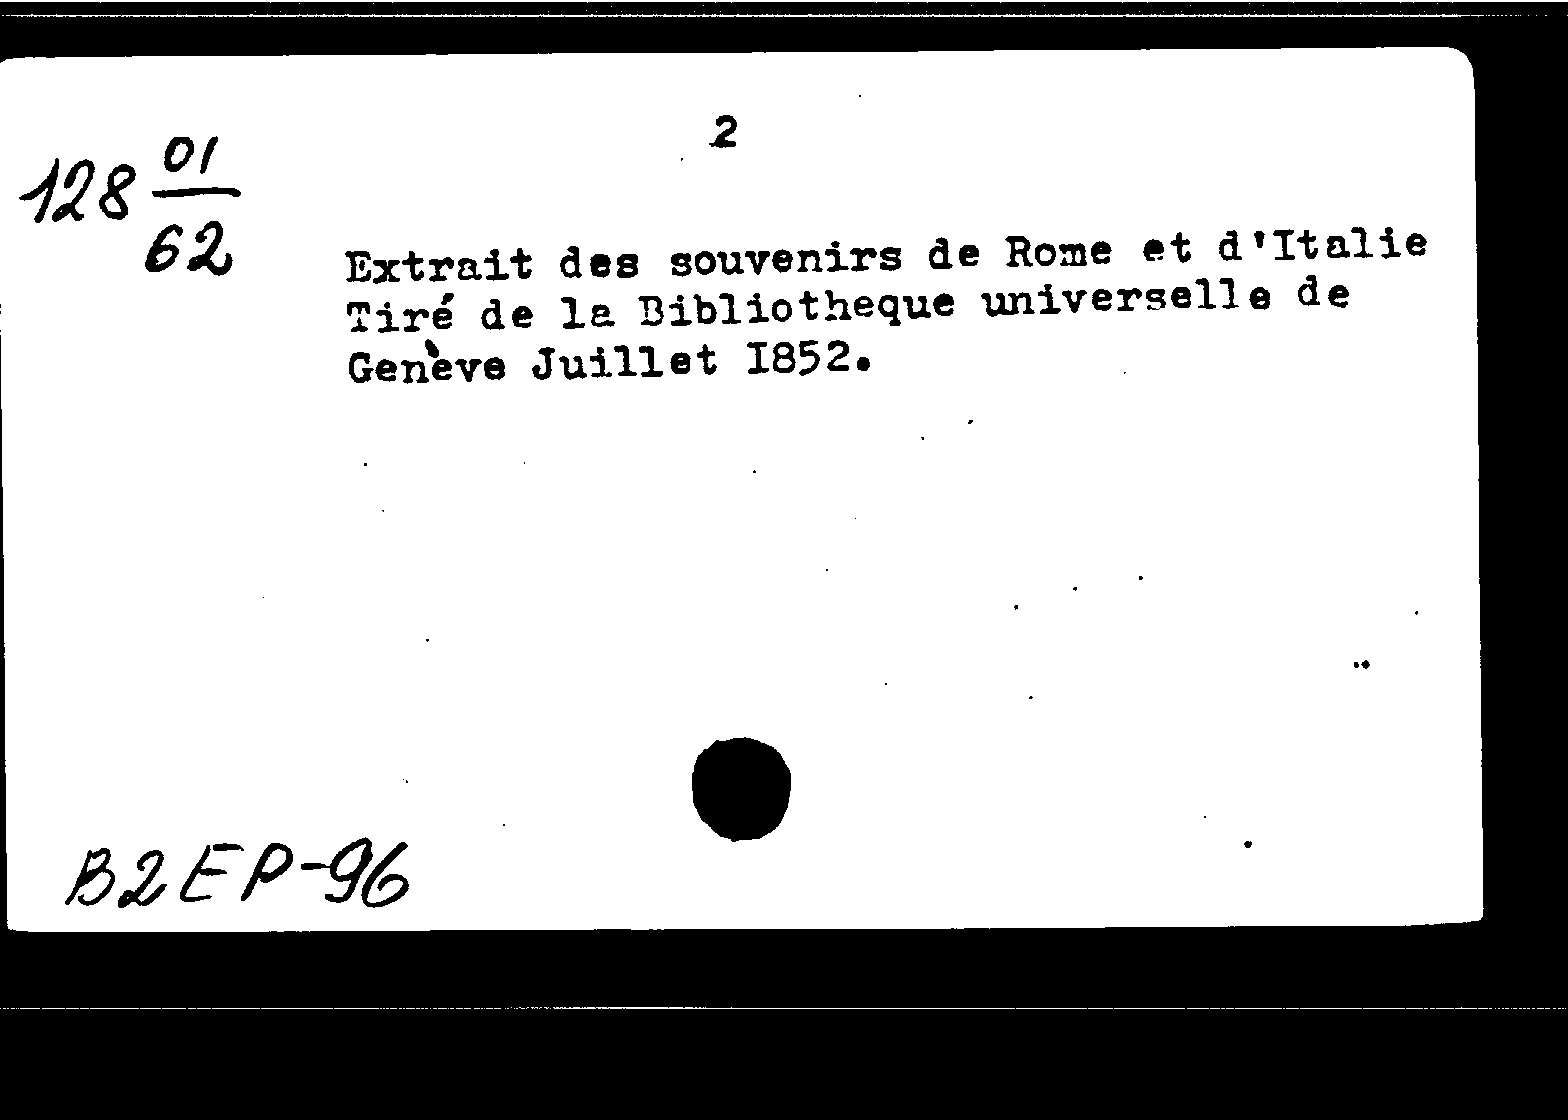 2
128 01/62
Extrait des souvenirs de Rome et d'Italie
Tiré de la Bibliotheque universelle de
Genève Juillet I852.
B2EP-96